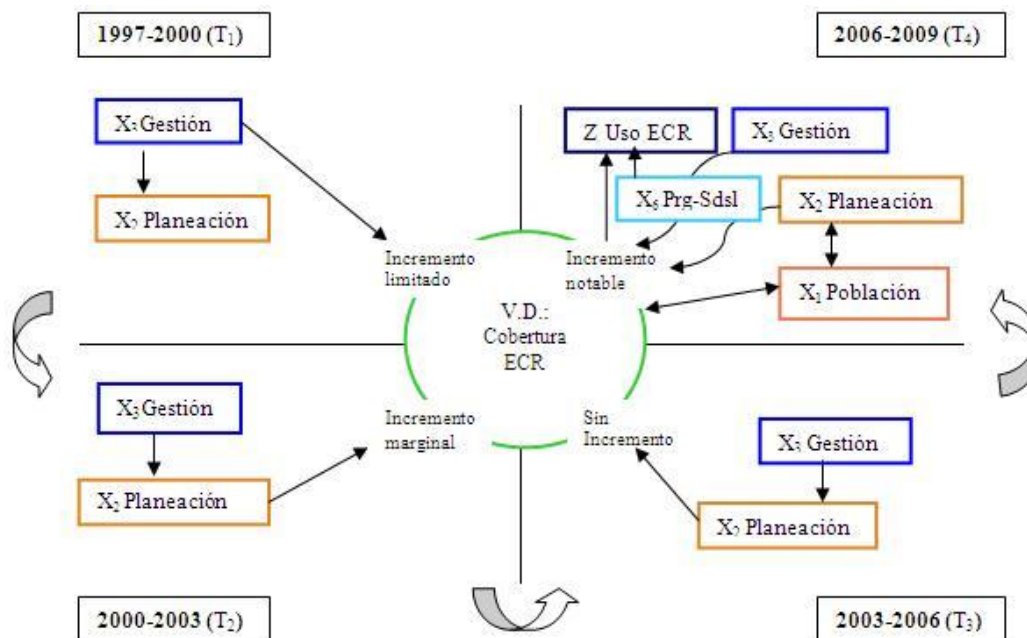 1997-2000 (T₁)
2006-2009 (T₄)
X₃ Gestión
X₂ Planeación
Incremento
limitado
Z Uso ECR
X₃ Gestión
X₆ Prg-Sdsl
X₂ Planeación
X₁ Población
Incremento
notable
V.D.:
Cobertura
ECR
X₃ Gestión
X₂ Planeación
Incremento
marginal
Sin
Incremento
X₃ Gestión
X₂ Planeación
2000-2003 (T₂)
2003-2006 (T₃)